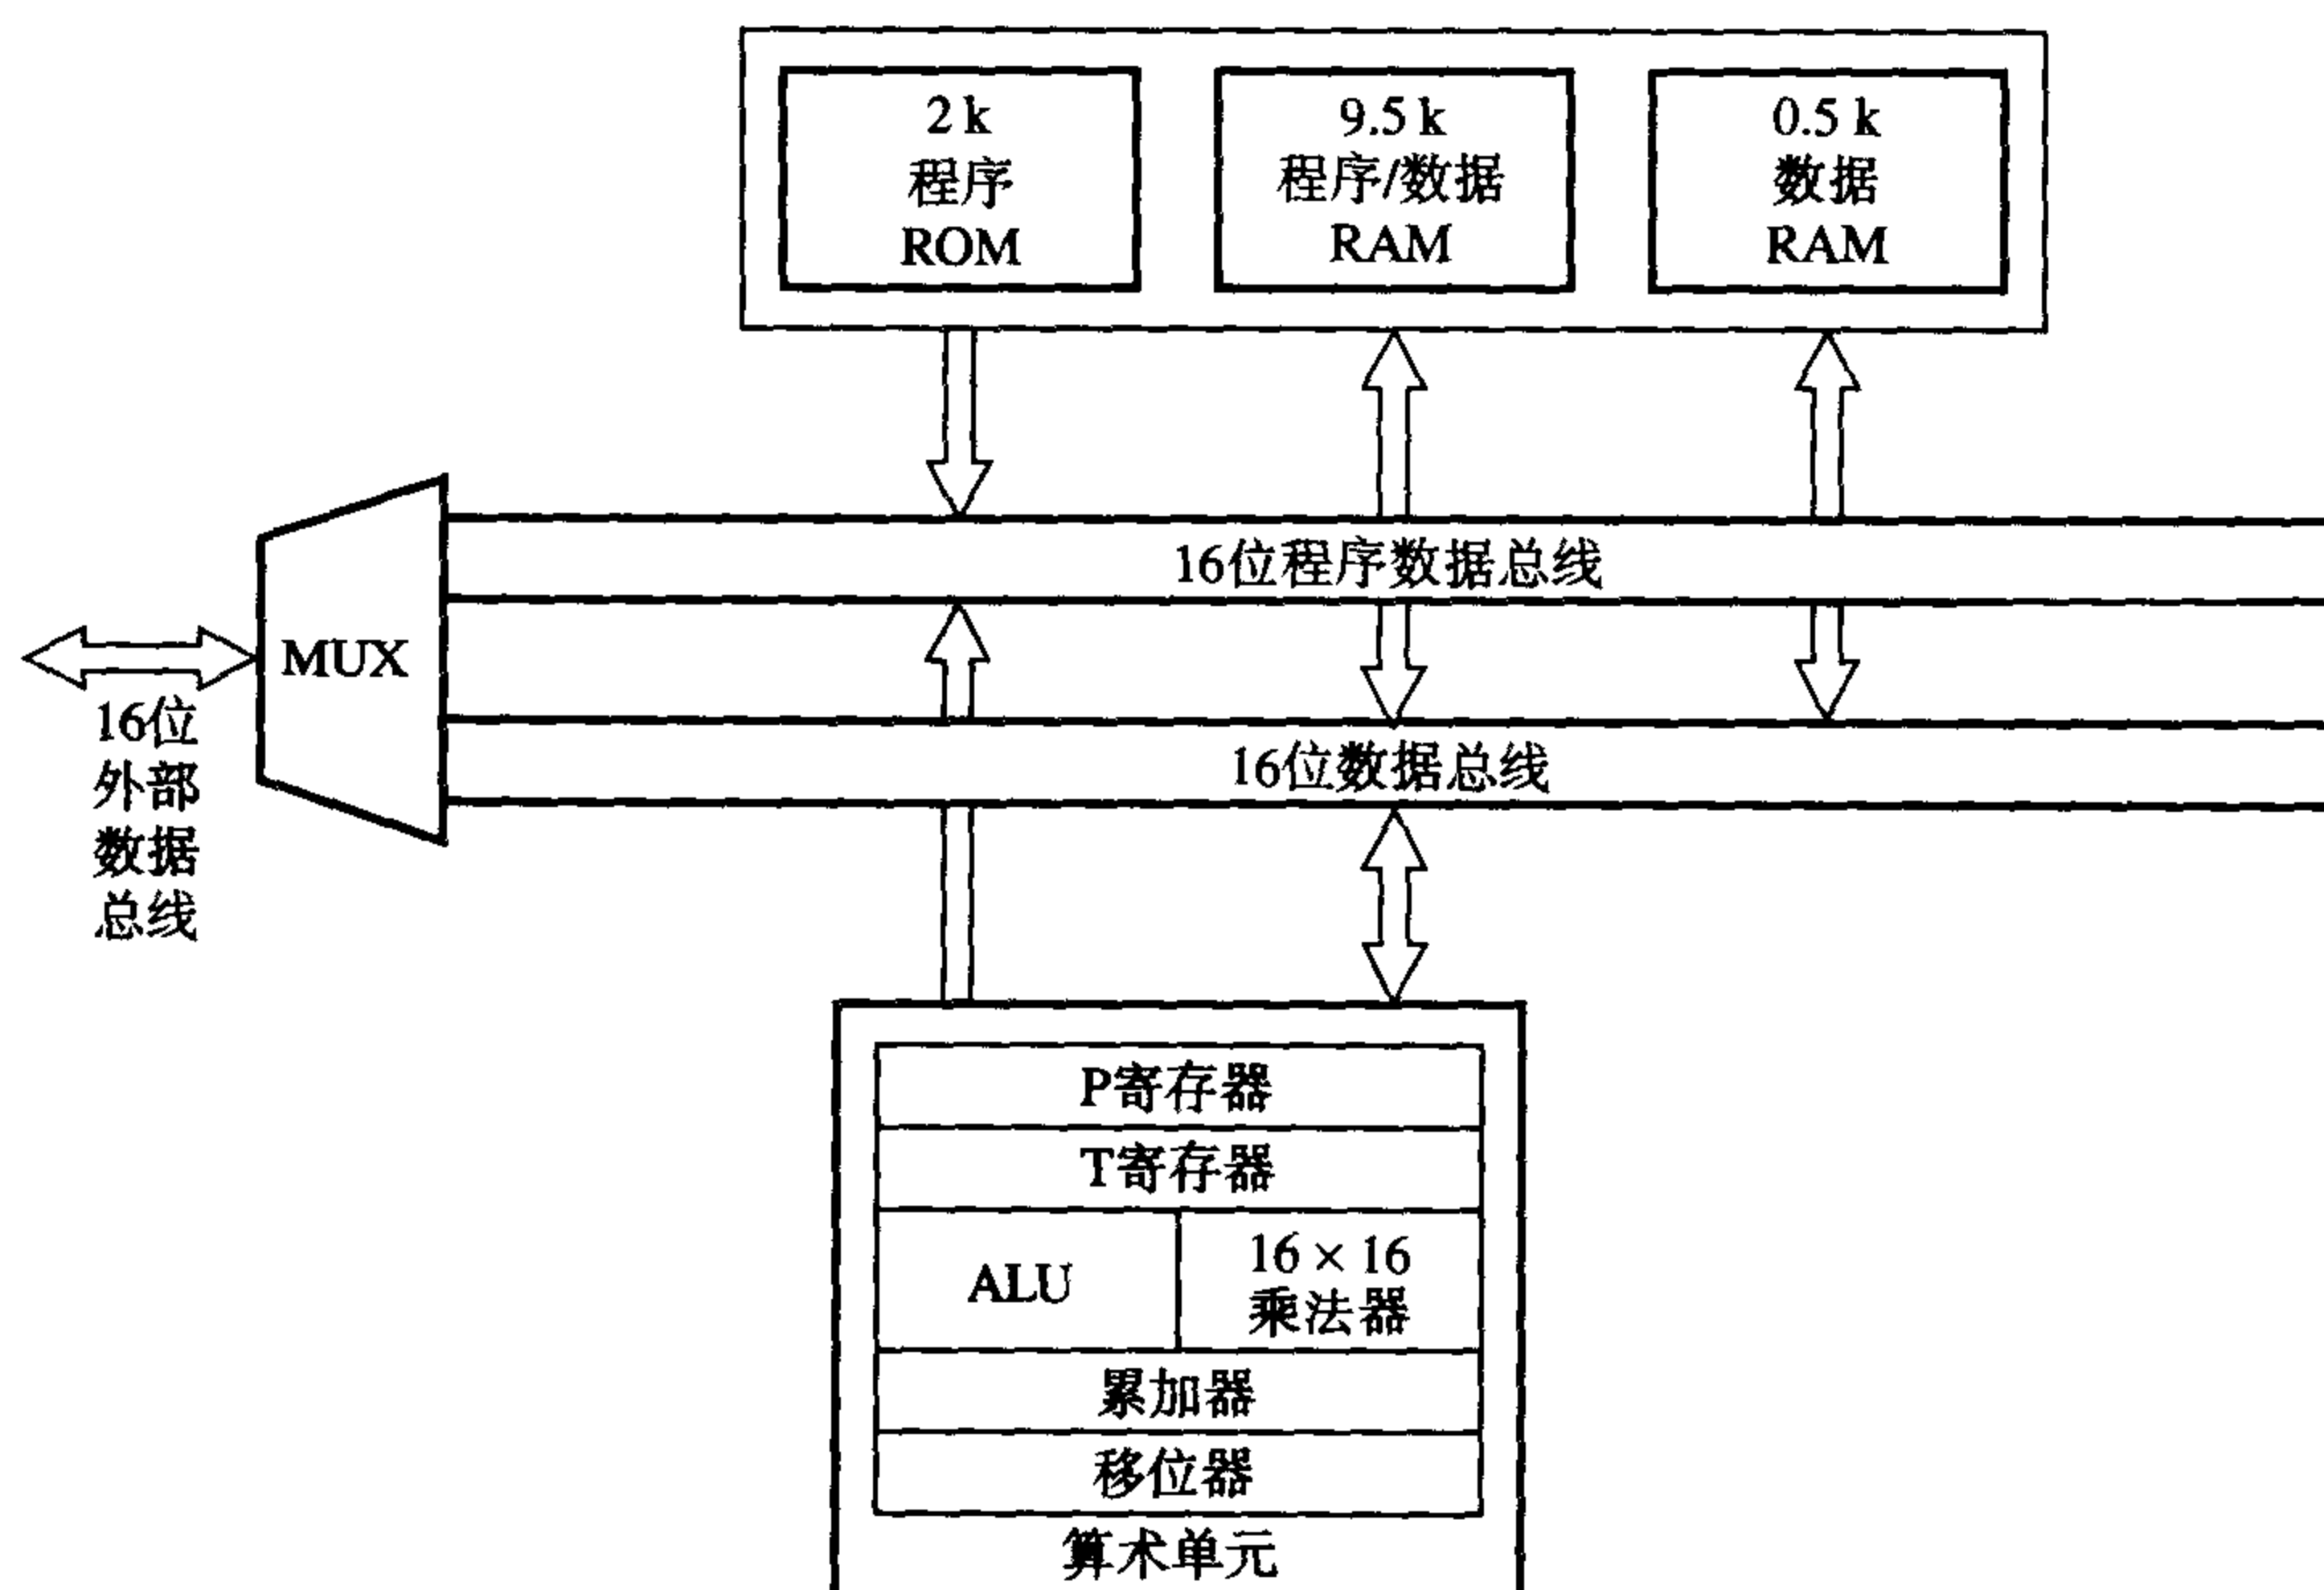 2 k
程序
ROM
9.5 k
程序/数据
RAM
0.5 k
数据
RAM
16位程序数据总线
MUX
16位
外部
数据
总线
16位数据总线
P寄存器
T寄存器
ALU
16 × 16
乘法器
累加器
移位器
算术单元